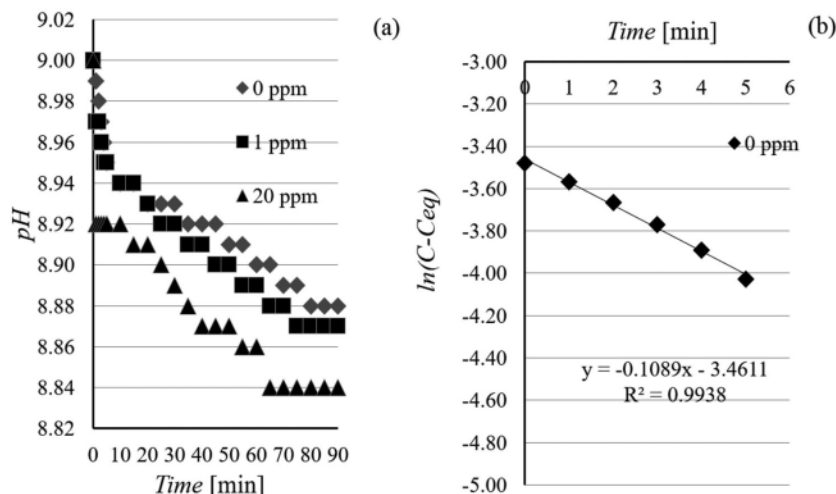 (a)
9.02
9.00
8.98
8.96
8.94
8.92
8.90
8.88
8.86
8.84
8.82
pH
0 ppm
1 ppm
20 ppm
0 10 20 30 40 50 60 70 80 90
Time [min]
(b)
Time [min]
-3.00
-3.20
-3.40
-3.60
-3.80
-4.00
-4.20
-4.40
-4.60
-4.80
-5.00
0 1 2 3 4 5 6
ln(C-Ceq)
0 ppm
y = -0.1089x - 3.4611
R² = 0.9938